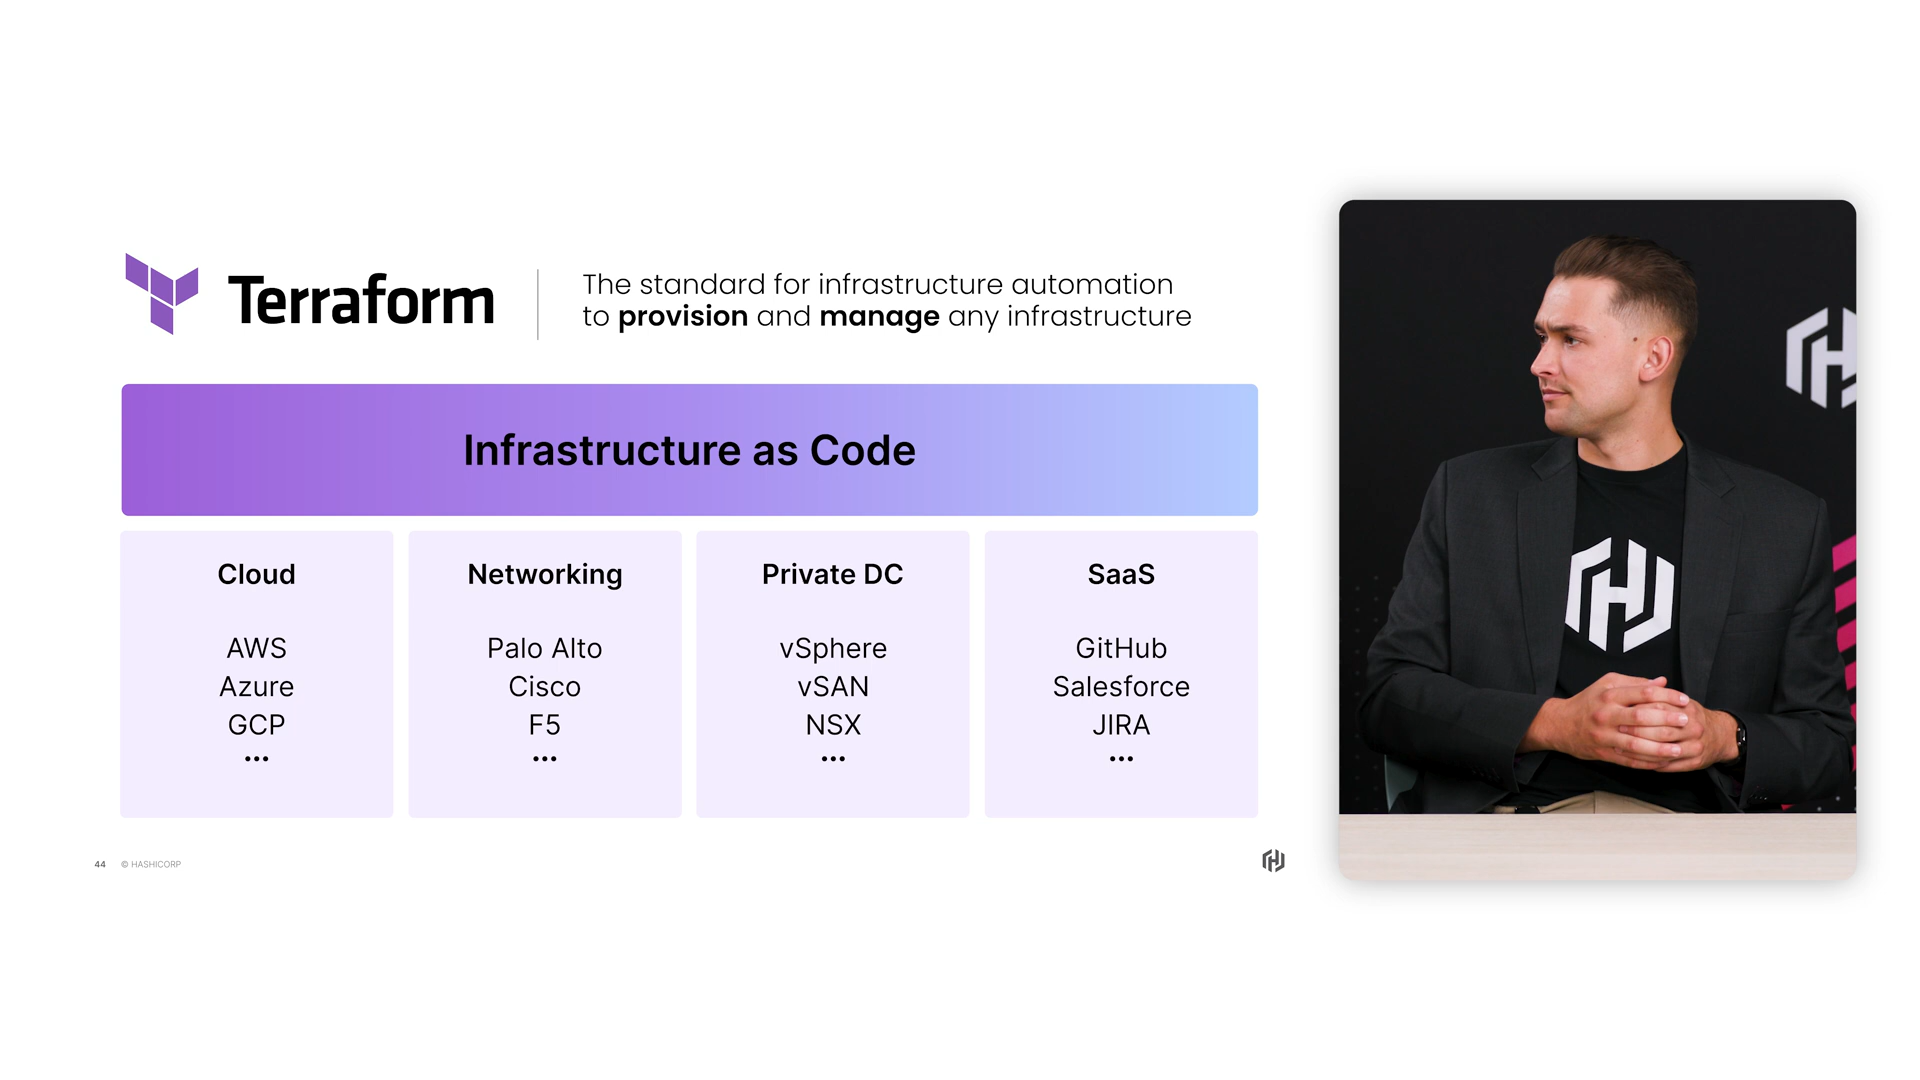 Terraform
The standard for infrastructure automation
to provision and manage any infrastructure
Infrastructure as Code
Cloud
AWS
Azure
GCP
...
Networking
Palo Alto
Cisco
F5
...
Private DC
vSphere
vSAN
NSX
...
SaaS
GitHub
Salesforce
JIRA
...
44 © HASHICORP